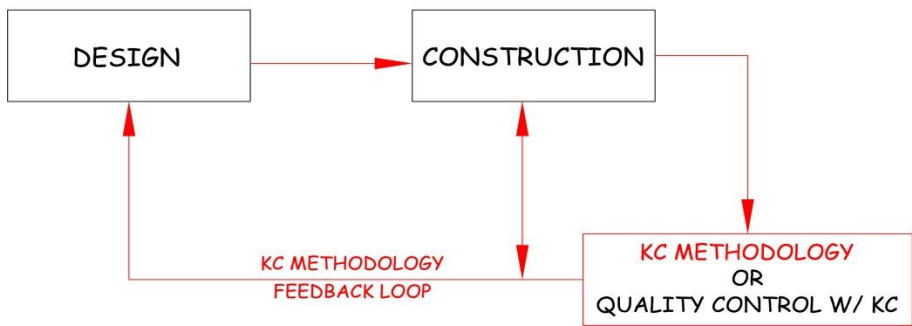 DESIGN
CONSTRUCTION
KC METHODOLOGY
FEEDBACK LOOP
KC METHODOLOGY
OR
QUALITY CONTROL W/ KC